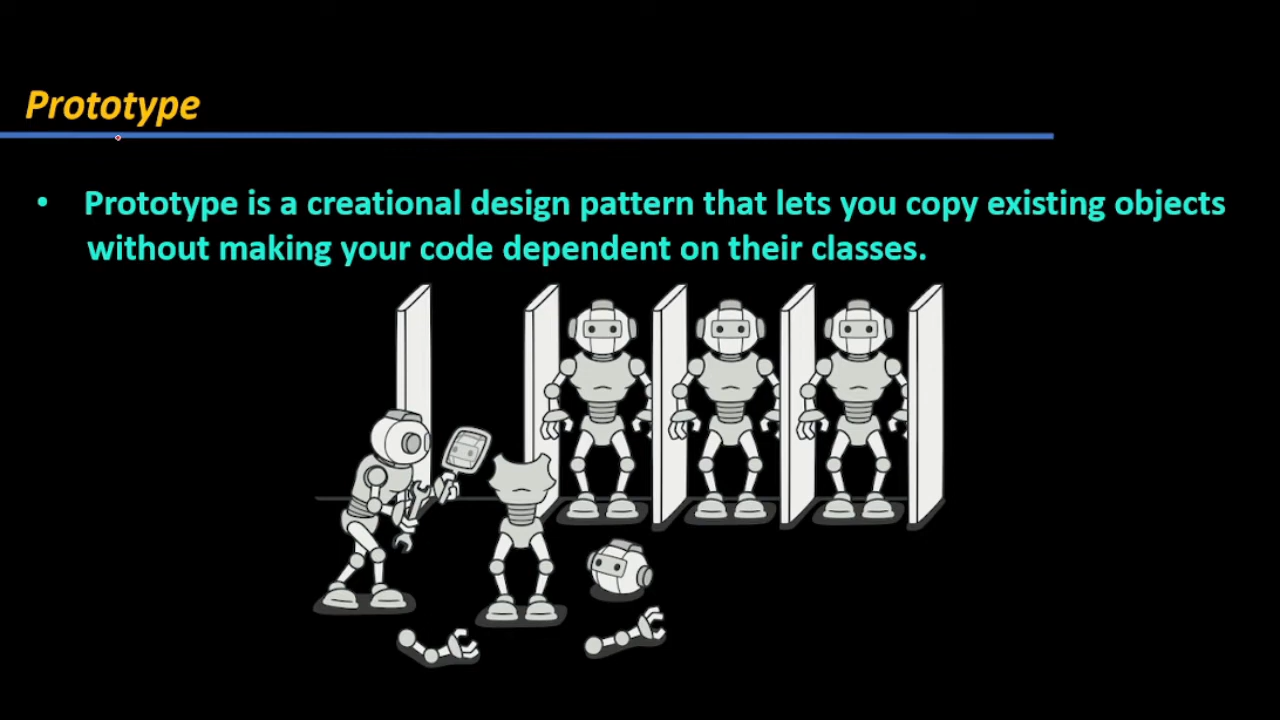 Prototype
• Prototype is a creational design pattern that lets you copy existing objects
without making your code dependent on their classes.